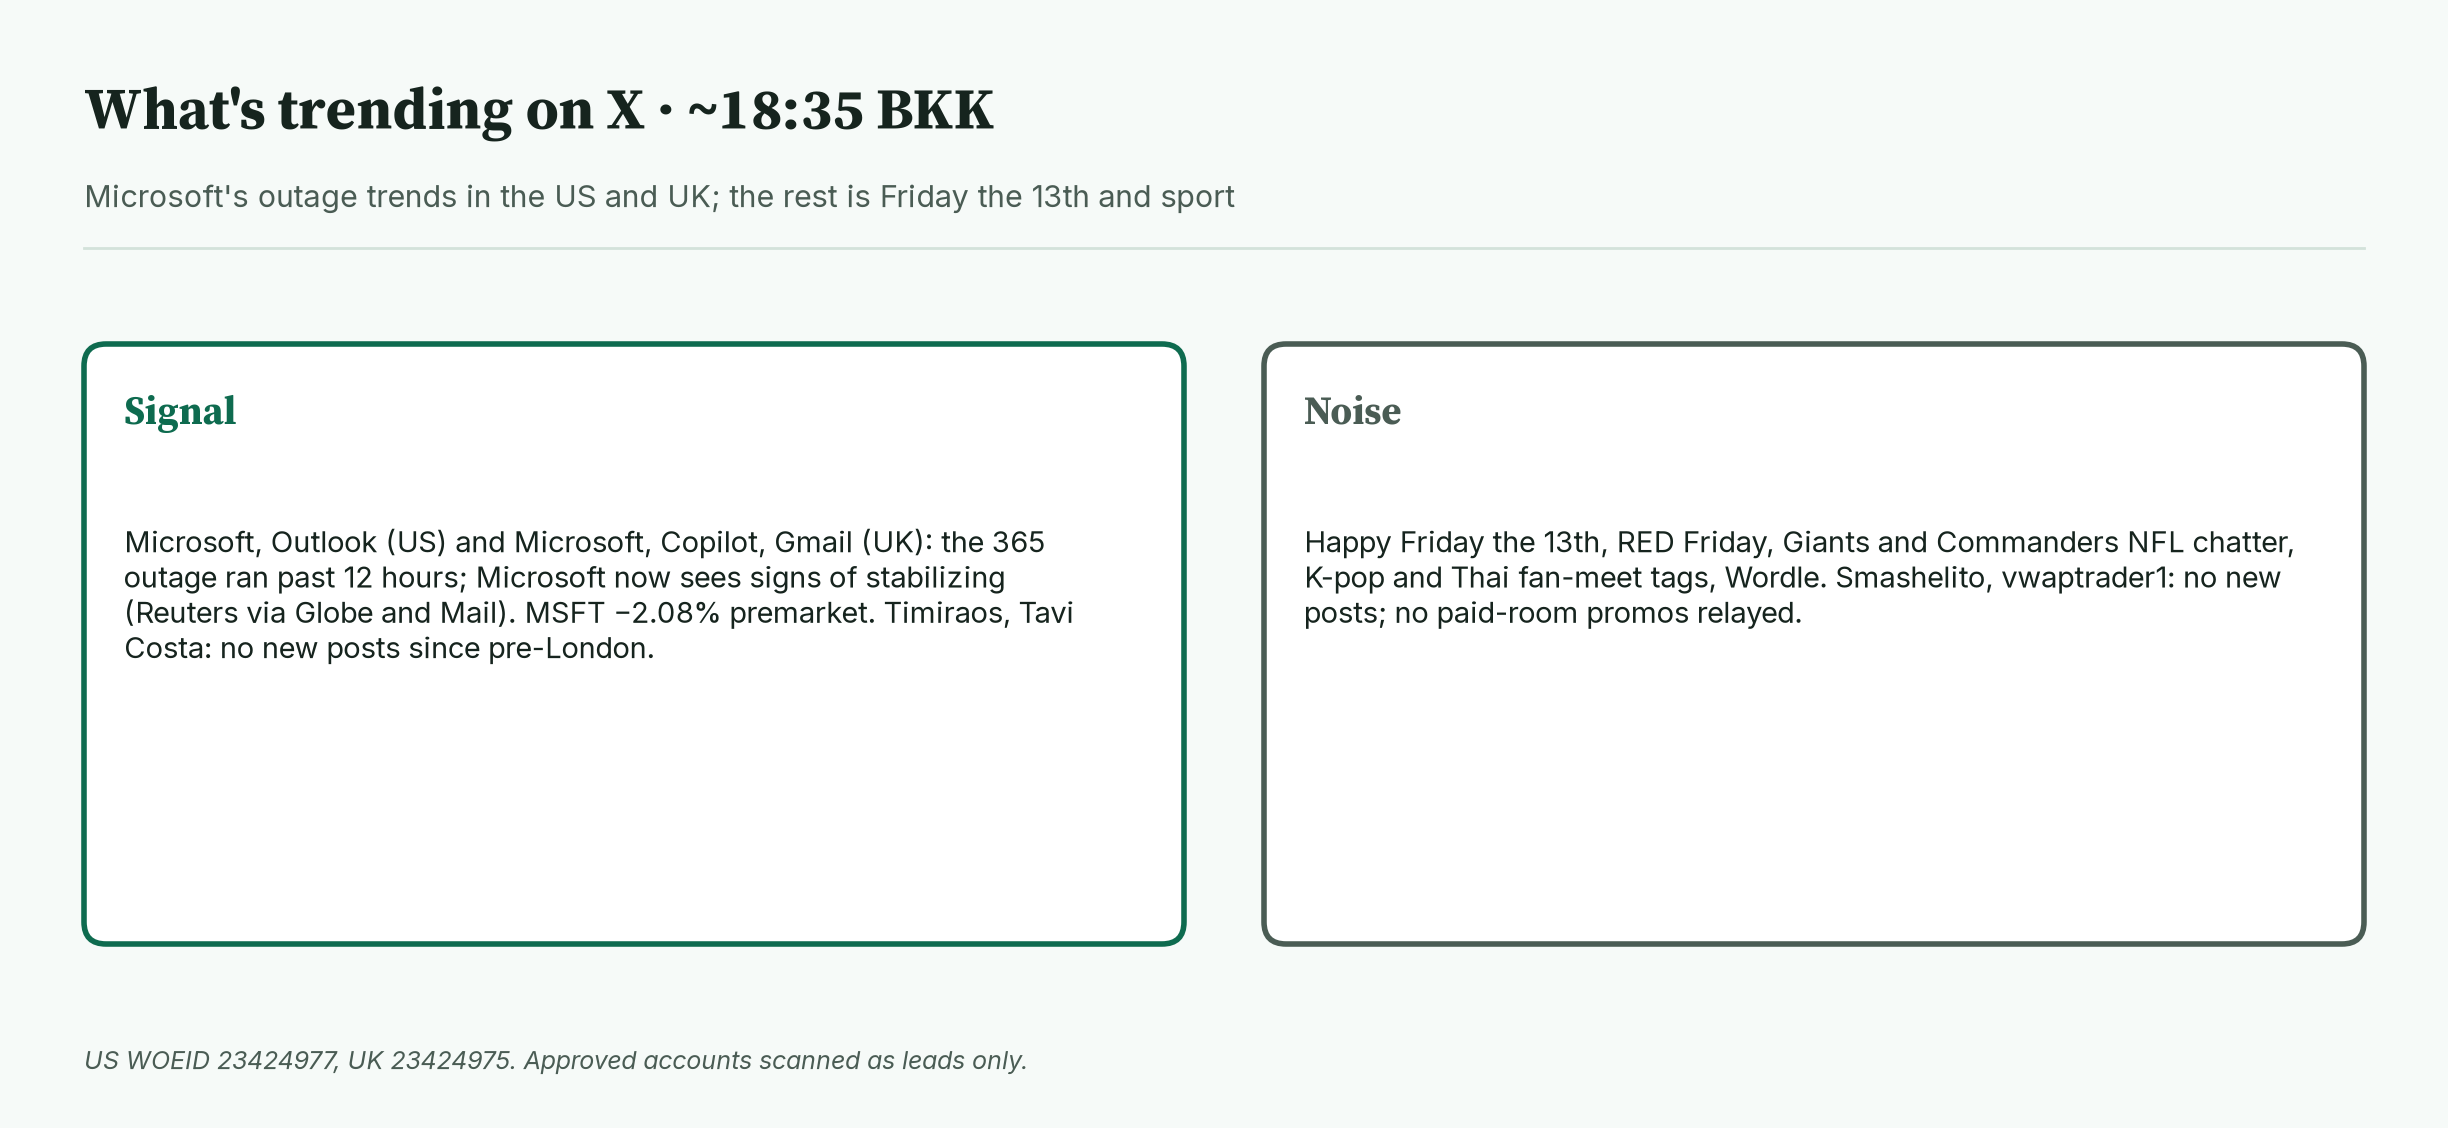 What's trending on X · ~18:35 BKK
Microsoft's outage trends in the US and UK; the rest is Friday the 13th and sport
Signal
Microsoft, Outlook (US) and Microsoft, Copilot, Gmail (UK): the 365
outage ran past 12 hours; Microsoft now sees signs of stabilizing
(Reuters via Globe and Mail). MSFT −2.08% premarket. Timiraos, Tavi
Costa: no new posts since pre-London.
Noise
Happy Friday the 13th, RED Friday, Giants and Commanders NFL chatter,
K-pop and Thai fan-meet tags, Wordle. Smashelito, vwaptrader1: no new
posts; no paid-room promos relayed.
US WOEID 23424977, UK 23424975. Approved accounts scanned as leads only.